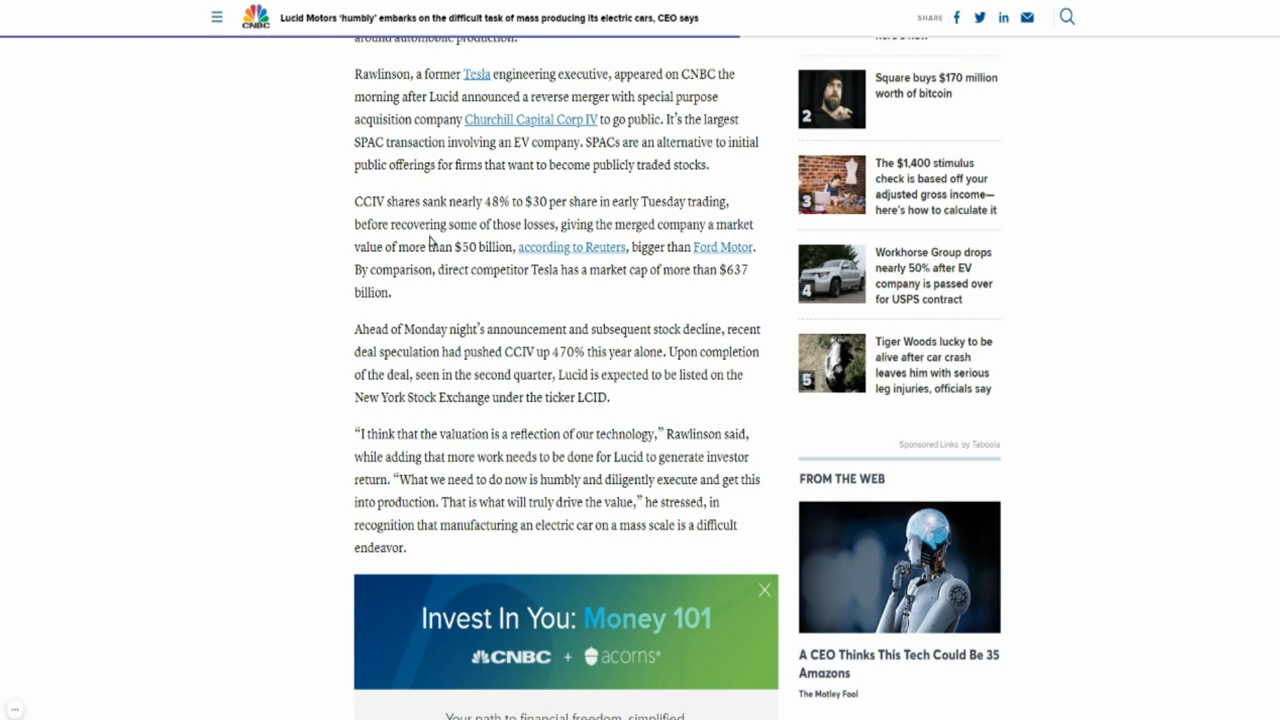 CNBC
Lucid Motors ‘humbly’ embarks on the difficult task of mass producing its electric cars, CEO says
SHARE
around automobile production.
Rawlinson, a former Tesla engineering executive, appeared on CNBC the
morning after Lucid announced a reverse merger with special purpose
acquisition company Churchill Capital Corp IV to go public. It’s the largest
SPAC transaction involving an EV company. SPACs are an alternative to initial
public offerings for firms that want to become publicly traded stocks.
CCIV shares sank nearly 48% to $30 per share in early Tuesday trading,
before recovering some of those losses, giving the merged company a market
value of more than $50 billion, according to Reuters, bigger than Ford Motor.
By comparison, direct competitor Tesla has a market cap of more than $637
billion.
Ahead of Monday night’s announcement and subsequent stock decline, recent
deal speculation had pushed CCIV up 470% this year alone. Upon completion
of the deal, seen in the second quarter, Lucid is expected to be listed on the
New York Stock Exchange under the ticker LCID.
“I think that the valuation is a reflection of our technology,” Rawlinson said,
while adding that more work needs to be done for Lucid to generate investor
return. “What we need to do now is humbly and diligently execute and get this
into production. That is what will truly drive the value,” he stressed, in
recognition that manufacturing an electric car on a mass scale is a difficult
endeavor.
Invest In You: Money 101
CNBC + acorns
Your path to financial freedom, simplified
here's how
2
Square buys $170 million
worth of bitcoin
3
The $1,400 stimulus
check is based off your
adjusted gross income—
here’s how to calculate it
4
Workhorse Group drops
nearly 50% after EV
company is passed over
for USPS contract
5
Tiger Woods lucky to be
alive after car crash
leaves him with serious
leg injuries, officials say
Sponsored Links by Taboola
FROM THE WEB
A CEO Thinks This Tech Could Be 35
Amazons
The Motley Fool